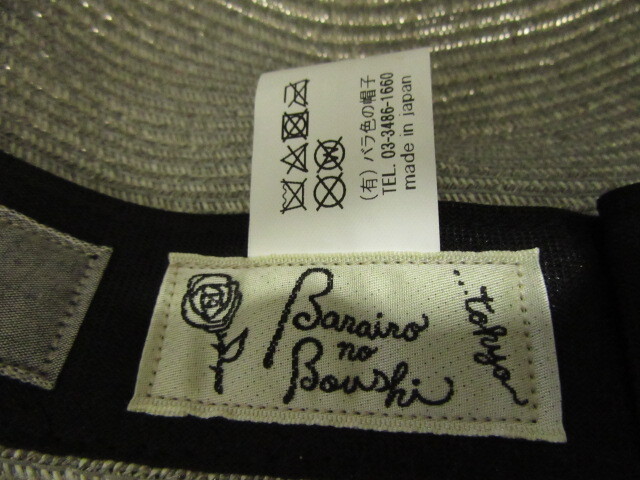 (有)バラ色の帽子
TEL. 03-3486-1660
made in japan
Barairo
no
Boushi
...tokyo